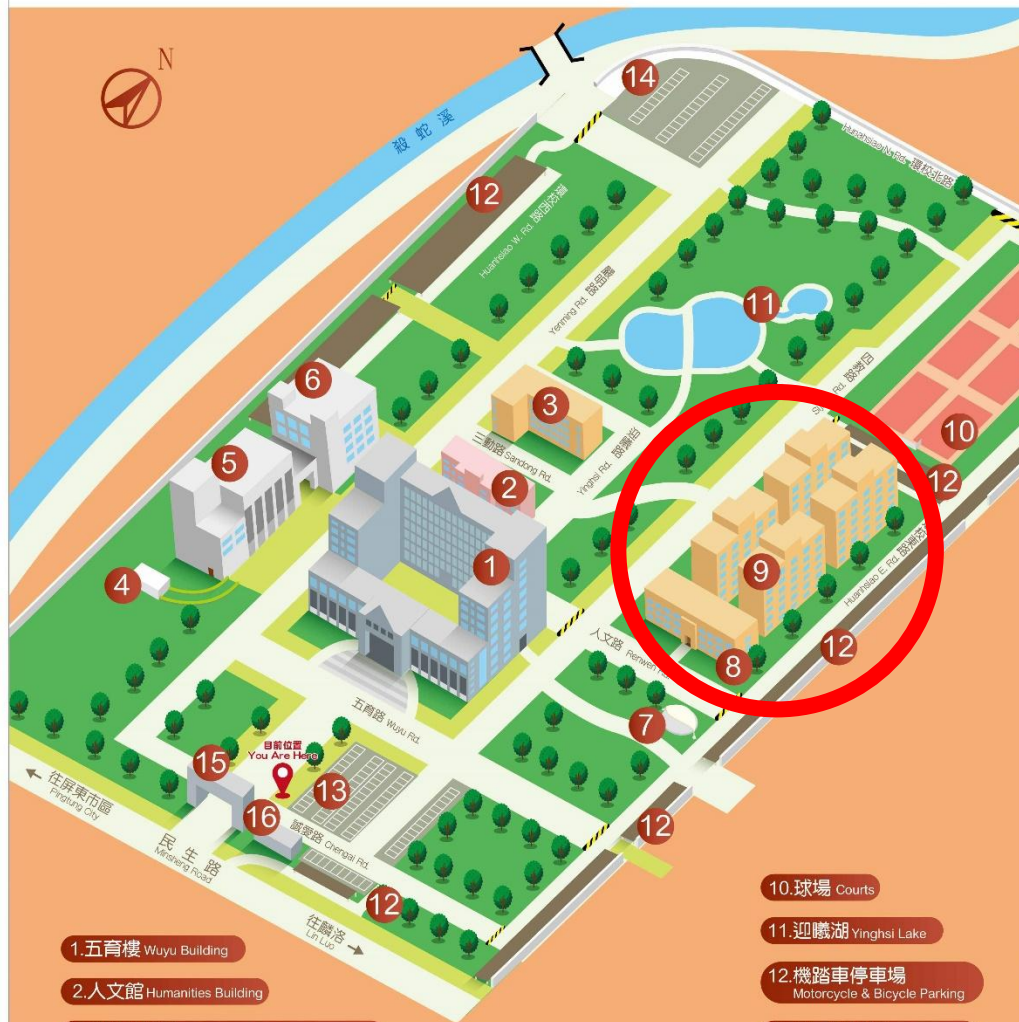 N
14
殺蛇溪
Hunahsiao N. Rd. 環校北路
12
Huanhsiao W. Rd. 環校西路
Yenming Rd.
11
6
3
10
5
三動路 Sandong Rd.
Yinghsi Rd. 迎曦路
2
12
1
9
4
Huanhsiao E. Rd. 環校東路
人文路
8
12
7
五育路 Wuyu Rd.
目前位置
You Are Here
15
13
往屏東市區
Pingtung City
16
12
誠愛路 Chengai Rd.
民生路
Minsheng Road
12
往麟洛
Lin Luo
10.球場 Courts
11.迎曦湖 Yinghsi Lake
12.機踏車停車場
Motorcycle & Bicycle Parking
1.五育樓 Wuyu Building
2.人文館 Humanities Building